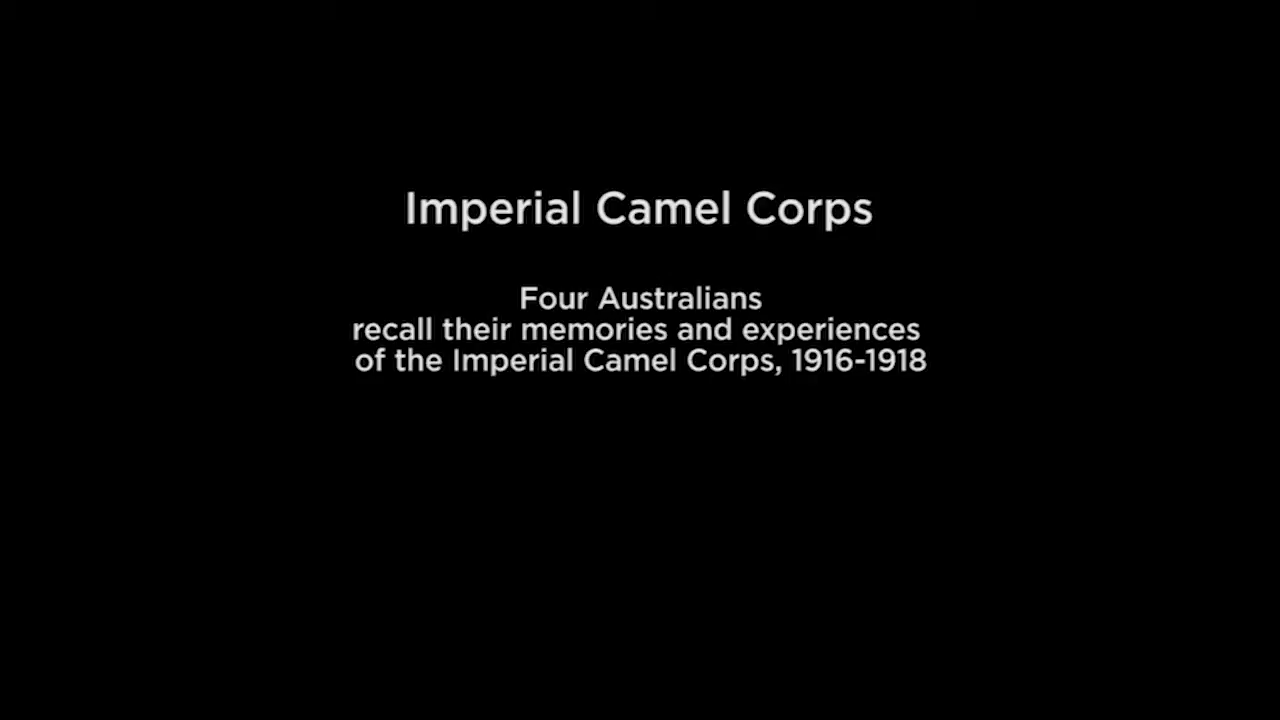 Imperial Camel Corps
Four Australians
recall their memories and experiences
of the Imperial Camel Corps, 1916-1918